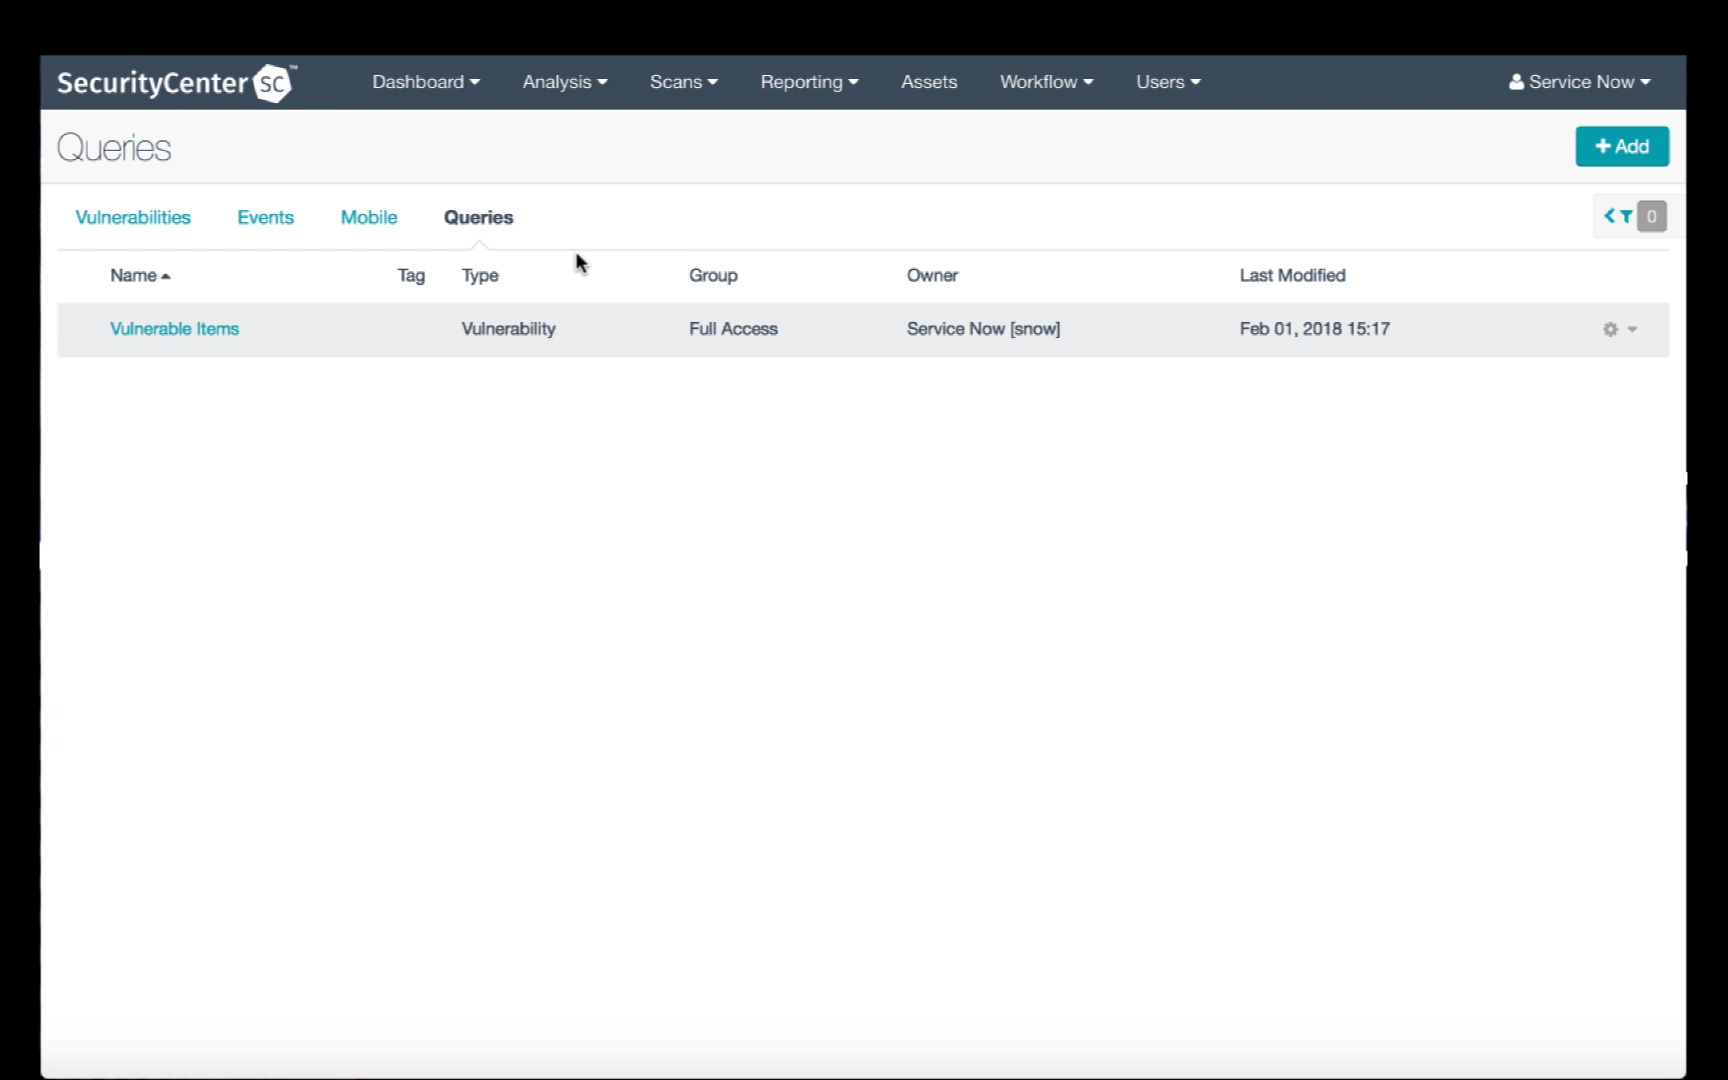 SecurityCenter SC™ Dashboard Analysis Scans Reporting Assets Workflow Users Service Now
Queries + Add
Vulnerabilities Events Mobile Queries 0
Name Tag Type Group Owner Last Modified
Vulnerable Items Vulnerability Full Access Service Now [snow] Feb 01, 2018 15:17